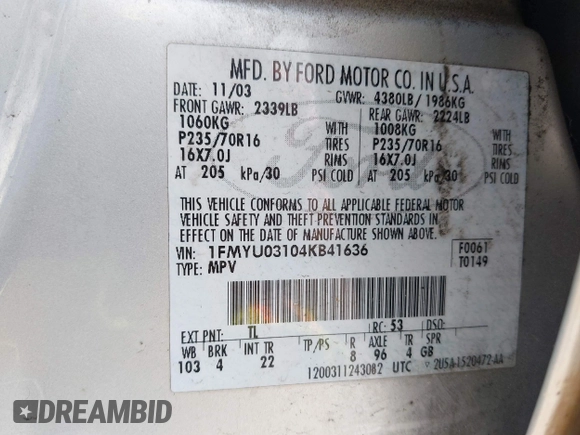 MFD. BY FORD MOTOR CO. IN U.S.A.
DATE: 11/03 GVWR: 4380LB/ 1986KG
FRONT GAWR: 2339LB REAR GAWR: 2224LB
1060KG WITH 1008KG WITH
P235/70R16 TIRES P235/70R16 TIRES
16X7.0J RIMS 16X7.0J RIMS
AT 205 kPa/30 PSI COLD AT 205 kPa/30 PSI COLD
THIS VEHICLE CONFORMS TO ALL APPLICABLE FEDERAL MOTOR
VEHICLE SAFETY AND THEFT PREVENTION STANDARDS IN
EFFECT ON THE DATE OF MANUFACTURE SHOWN ABOVE.
VIN: 1FMYU03104KB41636 F0061
TYPE: MPV T0149
Ford
EXT PNT: TL RC: 53 DSO:
WB BRK INT TR TP/PS R AXLE TR SPR
103 4 22 8 96 4 GB
1200311243082 UTC 2U5A-1520472-AA
DREAMBID DREAMBID